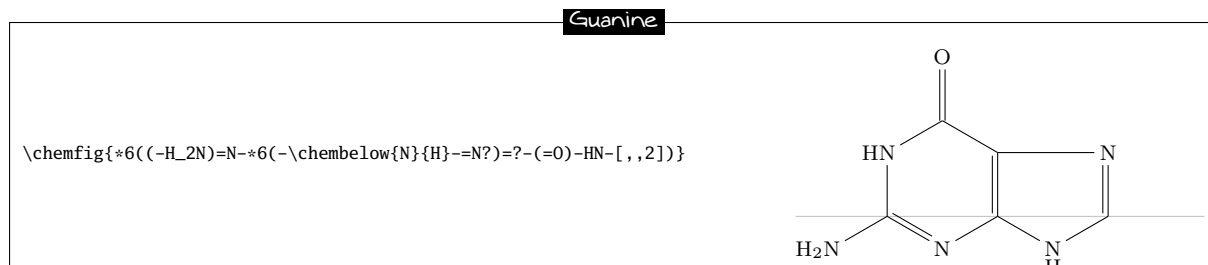 Guanine
\chemfig{*6((-H_2N)=N-*6(-\chembelow{N}{H}-=N?)=?-(=O)-HN-[,,2])}
O
HN
N
H₂N
N
N
H